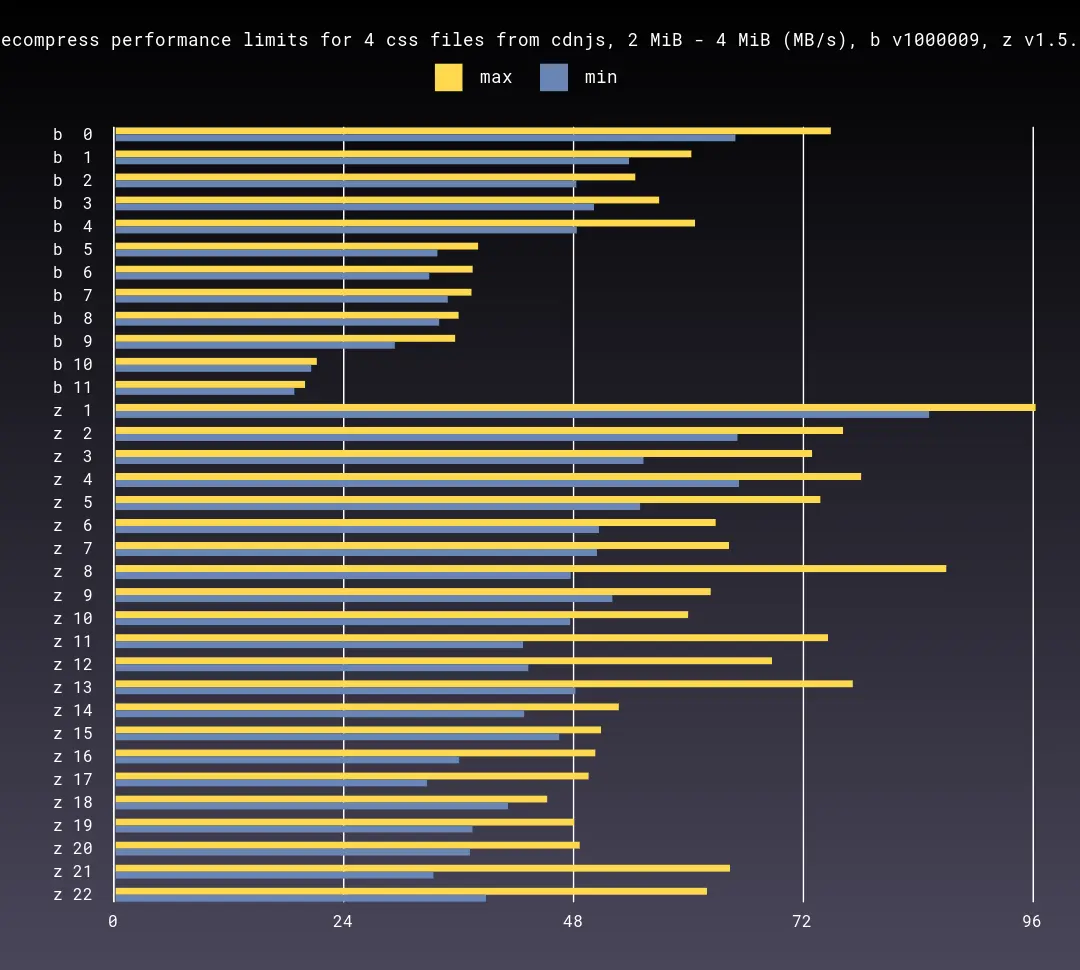 ecompress performance limits for 4 css files from cdnjs, 2 MiB - 4 MiB (MB/s), b v1000009, z v1.5.
max min
b 0
b 1
b 2
b 3
b 4
b 5
b 6
b 7
b 8
b 9
b 10
b 11
z 1
z 2
z 3
z 4
z 5
z 6
z 7
z 8
z 9
z 10
z 11
z 12
z 13
z 14
z 15
z 16
z 17
z 18
z 19
z 20
z 21
z 22
0 24 48 72 96